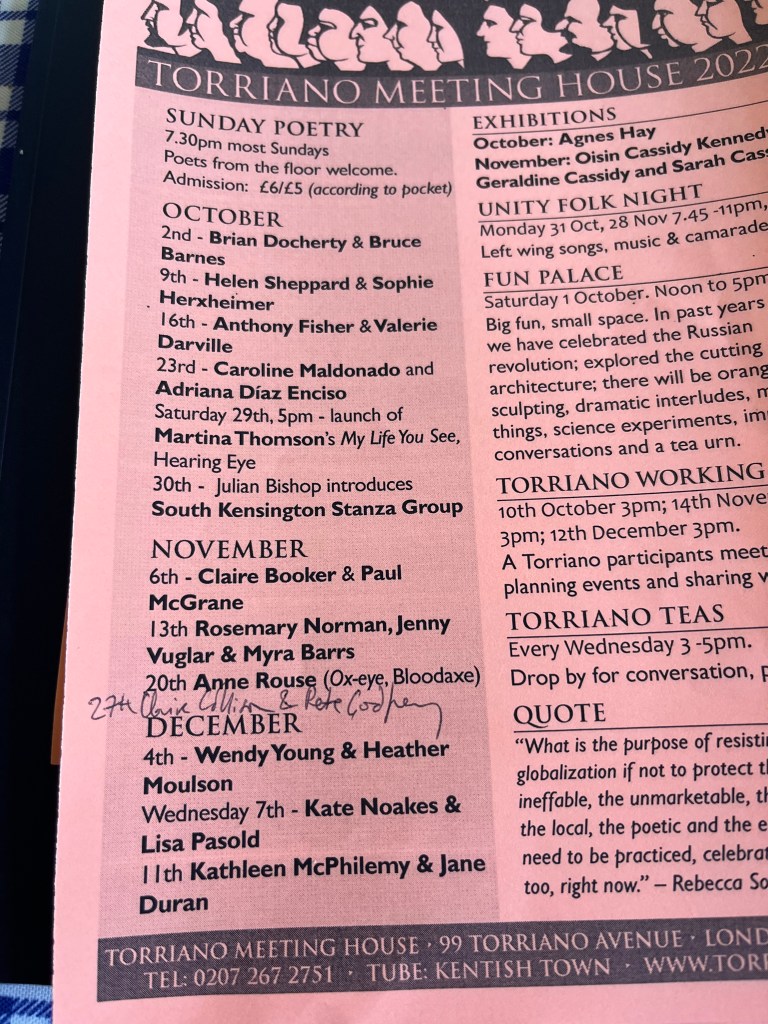 TORRIANO MEETING HOUSE 2022
SUNDAY POETRY
7.30pm most Sundays
Poets from the floor welcome.
Admission: £6/£5 (according to pocket)
OCTOBER
2nd - Brian Docherty & Bruce
Barnes
9th - Helen Sheppard & Sophie
Herxheimer
16th - Anthony Fisher & Valerie
Darville
23rd - Caroline Maldonado and
Adriana Díaz Enciso
Saturday 29th, 5pm - launch of
Martina Thomson's My Life You See,
Hearing Eye
30th - Julian Bishop introduces
South Kensington Stanza Group
NOVEMBER
6th - Claire Booker & Paul
McGrane
13th Rosemary Norman, Jenny
Vuglar & Myra Barrs
20th Anne Rouse (Ox-eye, Bloodaxe)
27th & Pete
DECEMBER
4th - Wendy Young & Heather
Moulson
Wednesday 7th - Kate Noakes &
Lisa Pasold
11th Kathleen McPhilemy & Jane
Duran
EXHIBITIONS
October: Agnes Hay
November: Oisin Cassidy Kennedy
Geraldine Cassidy and Sarah Cass
UNITY FOLK NIGHT
Monday 31 Oct, 28 Nov 7.45 -11pm,
Left wing songs, music & camarade
FUN PALACE
Saturday 1 October. Noon to 5pm
Big fun, small space. In past years
we have celebrated the Russian
revolution; explored the cutting
architecture; there will be orang
sculpting, dramatic interludes, m
things, science experiments, im
conversations and a tea urn.
TORRIANO WORKING
10th October 3pm; 14th Nove
3pm; 12th December 3pm.
A Torriano participants meet
planning events and sharing w
TORRIANO TEAS
Every Wednesday 3 -5pm.
Drop by for conversation, p
QUOTE
"What is the purpose of resisti
globalization if not to protect th
ineffable, the unmarketable, th
the local, the poetic and the e
need to be practiced, celebrat
too, right now." – Rebecca So
TORRIANO MEETING HOUSE · 99 TORRIANO AVENUE · LOND
TEL: 0207 267 2751 · TUBE: KENTISH TOWN · WWW.TORR